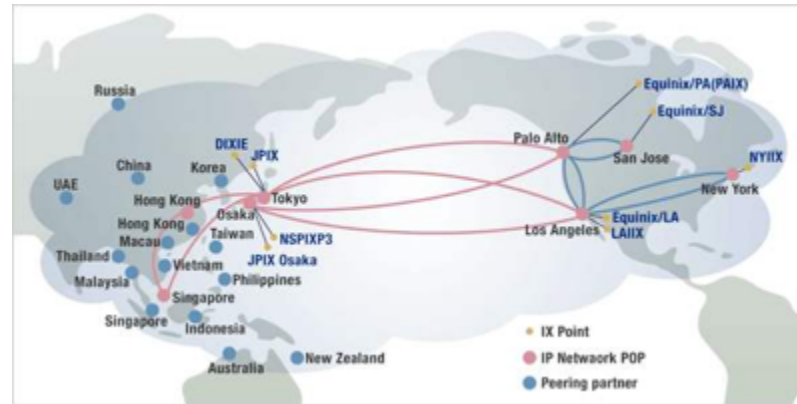 Equinix/PA(PAIX)
Russia
Equinix/SJ
Palo Alto
DIXIE
JPIX
San Jose
NYIIX
China
Korea
UAE
Hong Kong
Tokyo
New York
Osaka
Hong Kong
Equinix/LA
Los Angeles
LAIIX
Taiwan
NSPIXP3
Macau
JPIX Osaka
Thailand
Vietnam
Malaysia
Philippines
Singapore
Singapore
Indonesia
IX Point
New Zealand
IP Netwaork POP
Australia
Peering partner